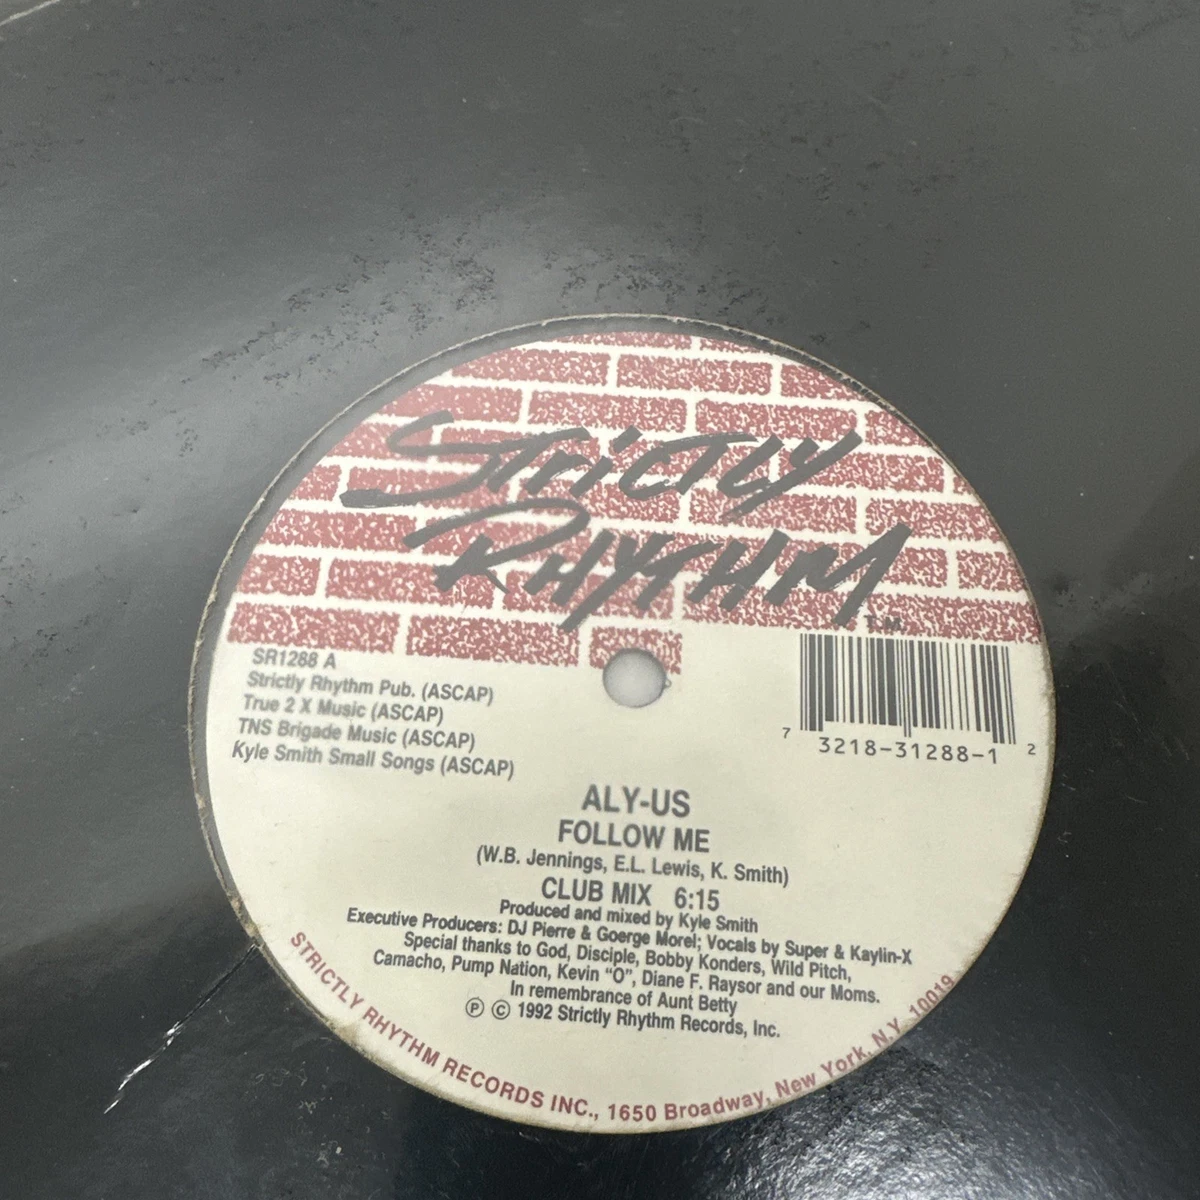 STRICTLY
RHYTHM
T.M.
SR1288 A
Strictly Rhythm Pub. (ASCAP)
True 2 X Music (ASCAP)
TNS Brigade Music (ASCAP)
Kyle Smith Small Songs (ASCAP)
7 3218-31288-1 2
ALY-US
FOLLOW ME
(W.B. Jennings, E.L. Lewis, K. Smith)
CLUB MIX 6:15
Produced and mixed by Kyle Smith
Executive Producers: DJ Pierre & Goerge Morel; Vocals by Super & Kaylin-X
Special thanks to God, Disciple, Bobby Konders, Wild Pitch,
Camacho, Pump Nation, Kevin “O”, Diane F. Raysor and our Moms.
In remembrance of Aunt Betty
Ⓟ © 1992 Strictly Rhythm Records, Inc.
STRICTLY RHYTHM RECORDS INC., 1650 Broadway, New York, N.Y. 10019